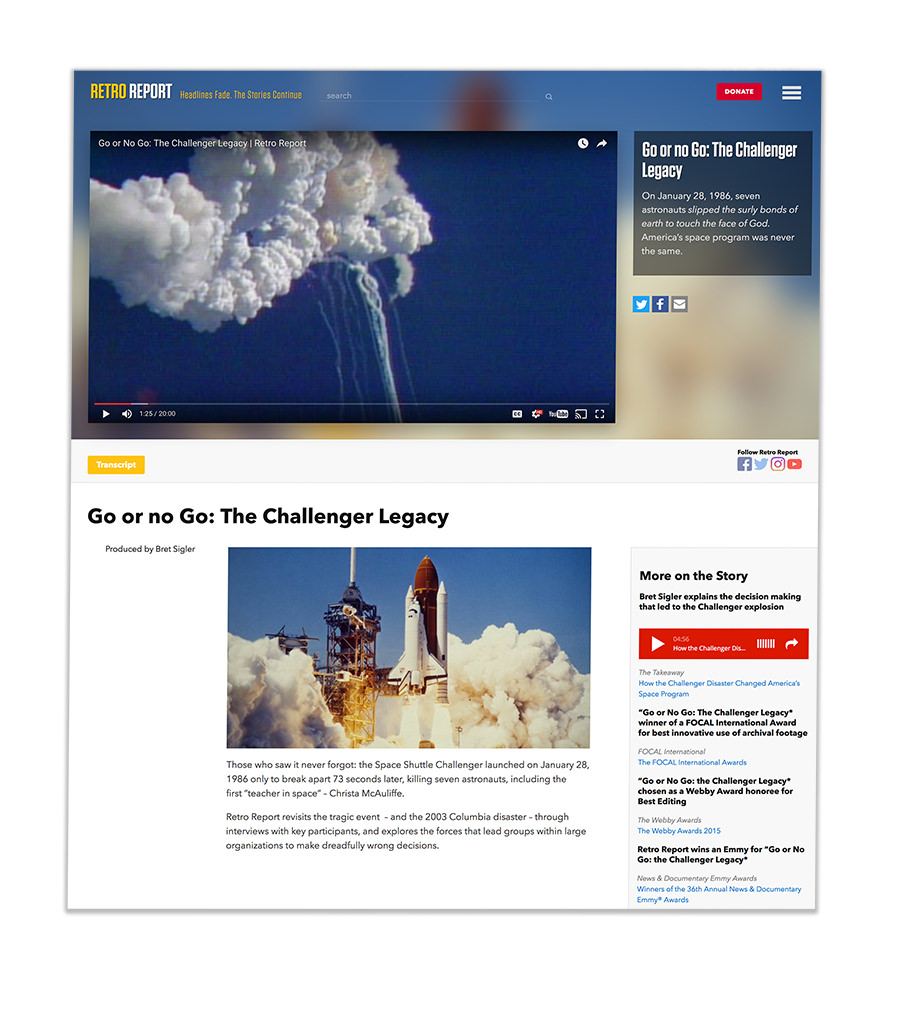 RETRO REPORT Headlines Fade. The Stories Continue search DONATE
Go or No Go: The Challenger Legacy | Retro Report
Go or no Go: The Challenger
Legacy
On January 28, 1986, seven
astronauts slipped the surly bonds of
earth to touch the face of God.
America's space program was never
the same.
1:25 / 20:00
CC
YouTube
Transcript
Follow Retro Report
Go or no Go: The Challenger Legacy
Produced by Bret Sigler
Those who saw it never forgot: the Space Shuttle Challenger launched on January 28,
1986 only to break apart 73 seconds later, killing seven astronauts, including the
first "teacher in space" – Christa McAuliffe.
Retro Report revisits the tragic event – and the 2003 Columbia disaster – through
interviews with key participants, and explores the forces that lead groups within large
organizations to make dreadfully wrong decisions.
More on the Story
Bret Sigler explains the decision making
that led to the Challenger explosion
04:56
How the Challenger Dis...
The Takeaway
How the Challenger Disaster Changed America's
Space Program
"Go or No Go: The Challenger Legacy"
winner of a FOCAL International Award
for best innovative use of archival footage
FOCAL International
The FOCAL International Awards
"Go or No Go: the Challenger Legacy"
chosen as a Webby Award honoree for
Best Editing
The Webby Awards
The Webby Awards 2015
Retro Report wins an Emmy for "Go or No
Go: the Challenger Legacy"
News & Documentary Emmy Awards
Winners of the 36th Annual News & Documentary
Emmy® Awards